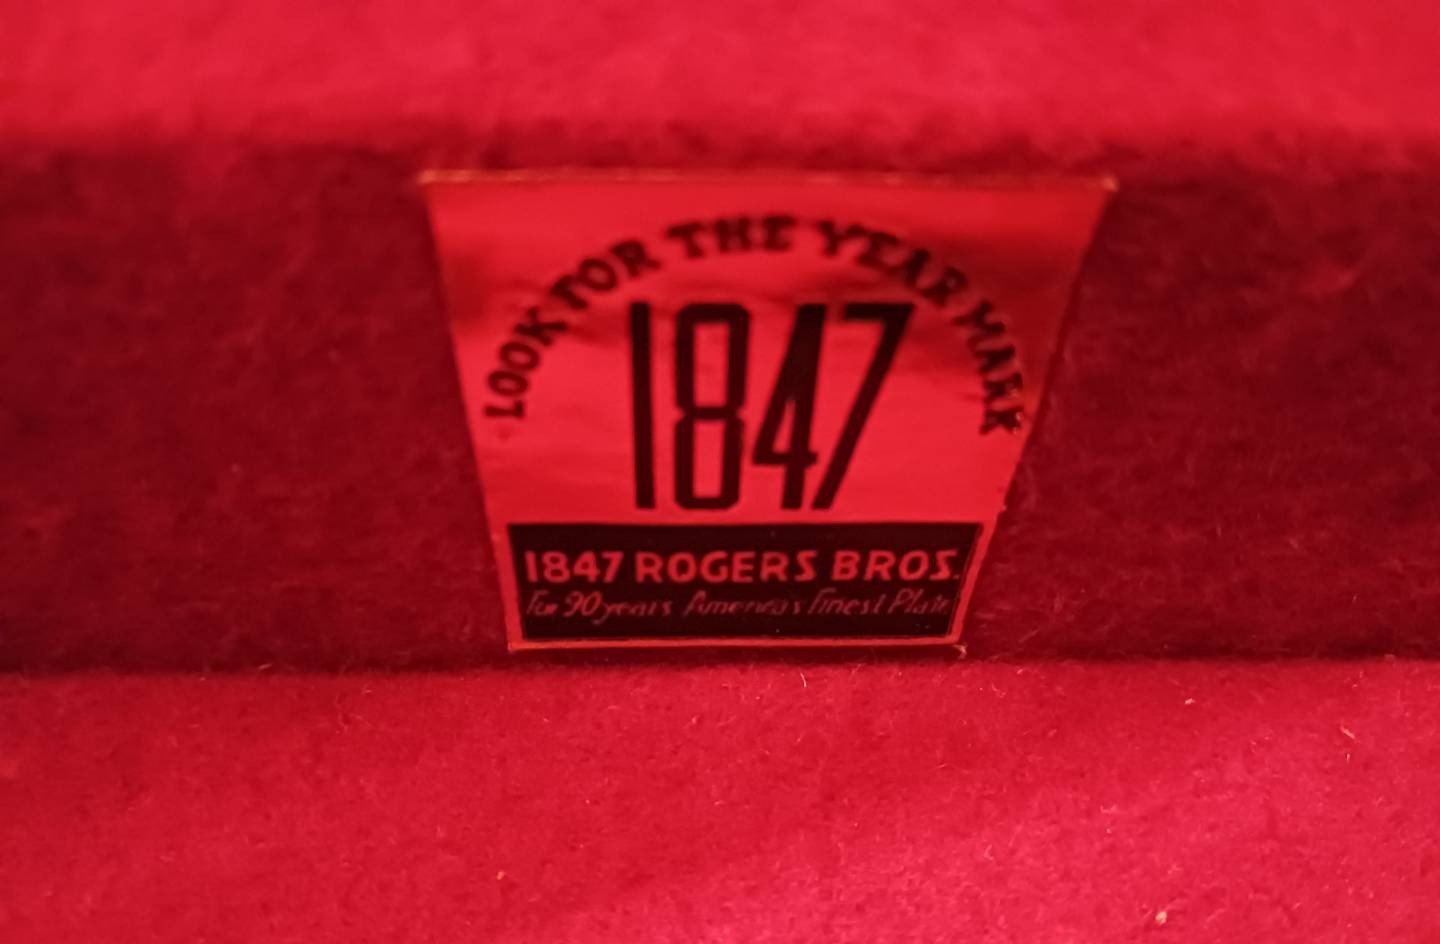 LOOK FOR THE YEAR MARK
1847
1847 ROGERS BROS.
For 90 years America's Finest Plate